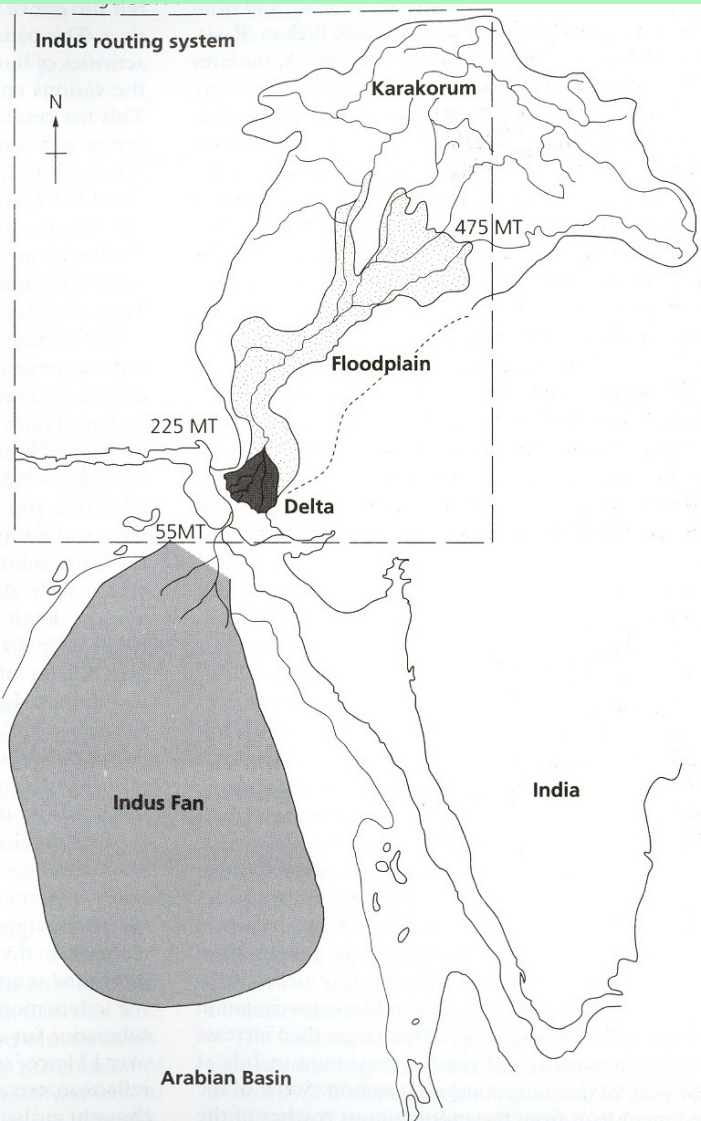 Indus routing system
N
Karakorum
475 MT
Floodplain
225 MT
Delta
55MT
Indus Fan
India
Arabian Basin